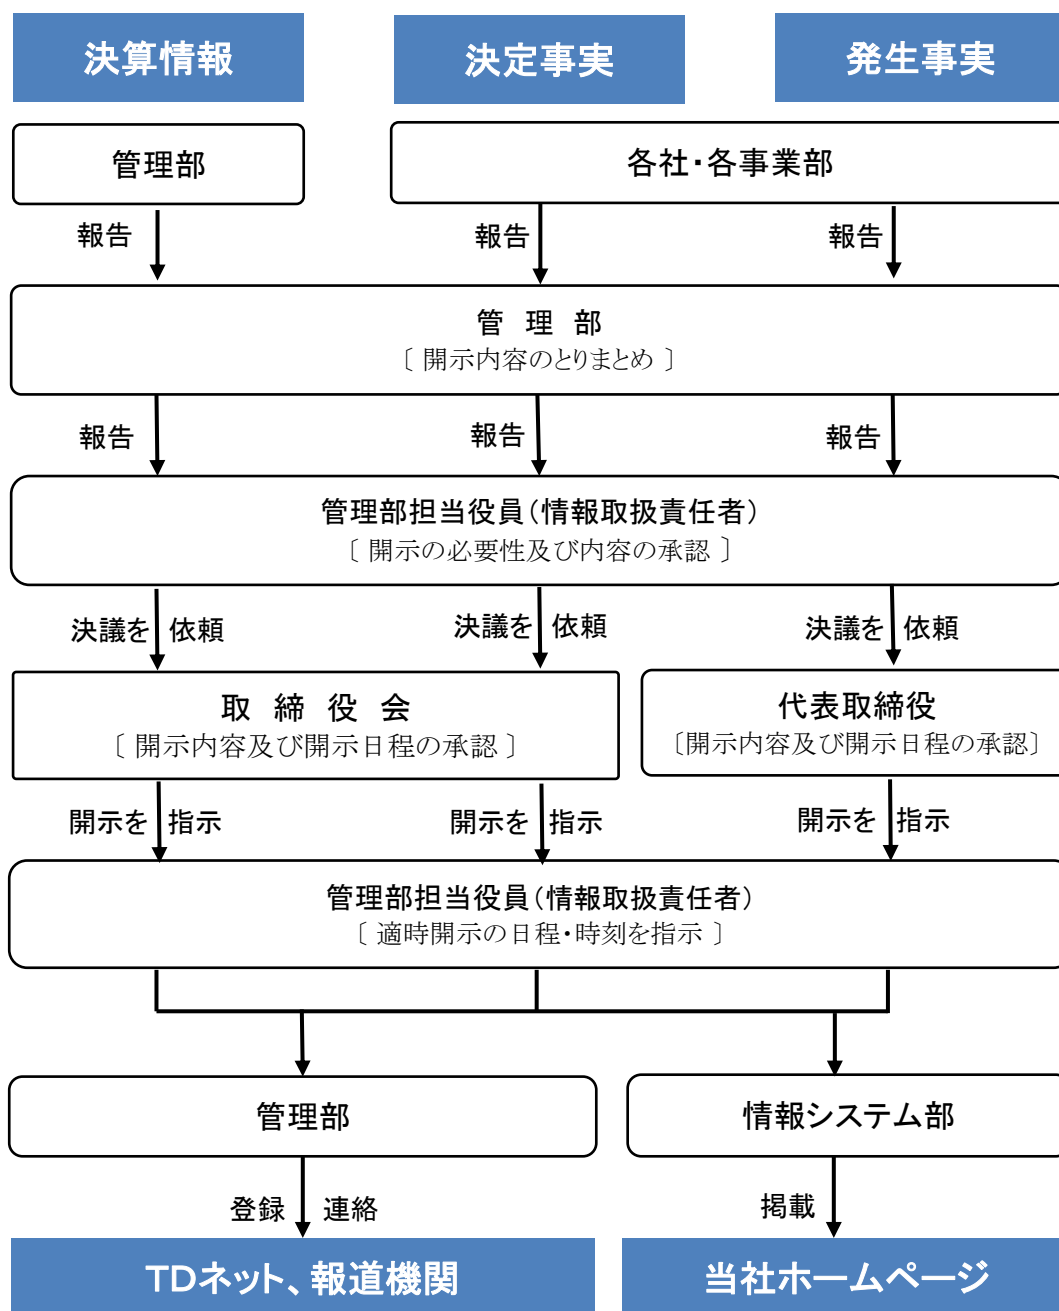 決算情報
決定事実
発生事実
管理部
各社・各事業部
報告
報告
報告
管　理　部
〔 開示内容のとりまとめ 〕
報告
報告
報告
管理部担当役員（情報取扱責任者）
〔 開示の必要性及び内容の承認 〕
決議を 依頼
決議を 依頼
決議を 依頼
取　締　役　会
〔 開示内容及び開示日程の承認 〕
代表取締役
〔開示内容及び開示日程の承認〕
開示を 指示
開示を 指示
開示を 指示
管理部担当役員（情報取扱責任者）
〔 適時開示の日程・時刻を指示 〕
管理部
情報システム部
登録 連絡
掲載
TDネット、報道機関
当社ホームページ